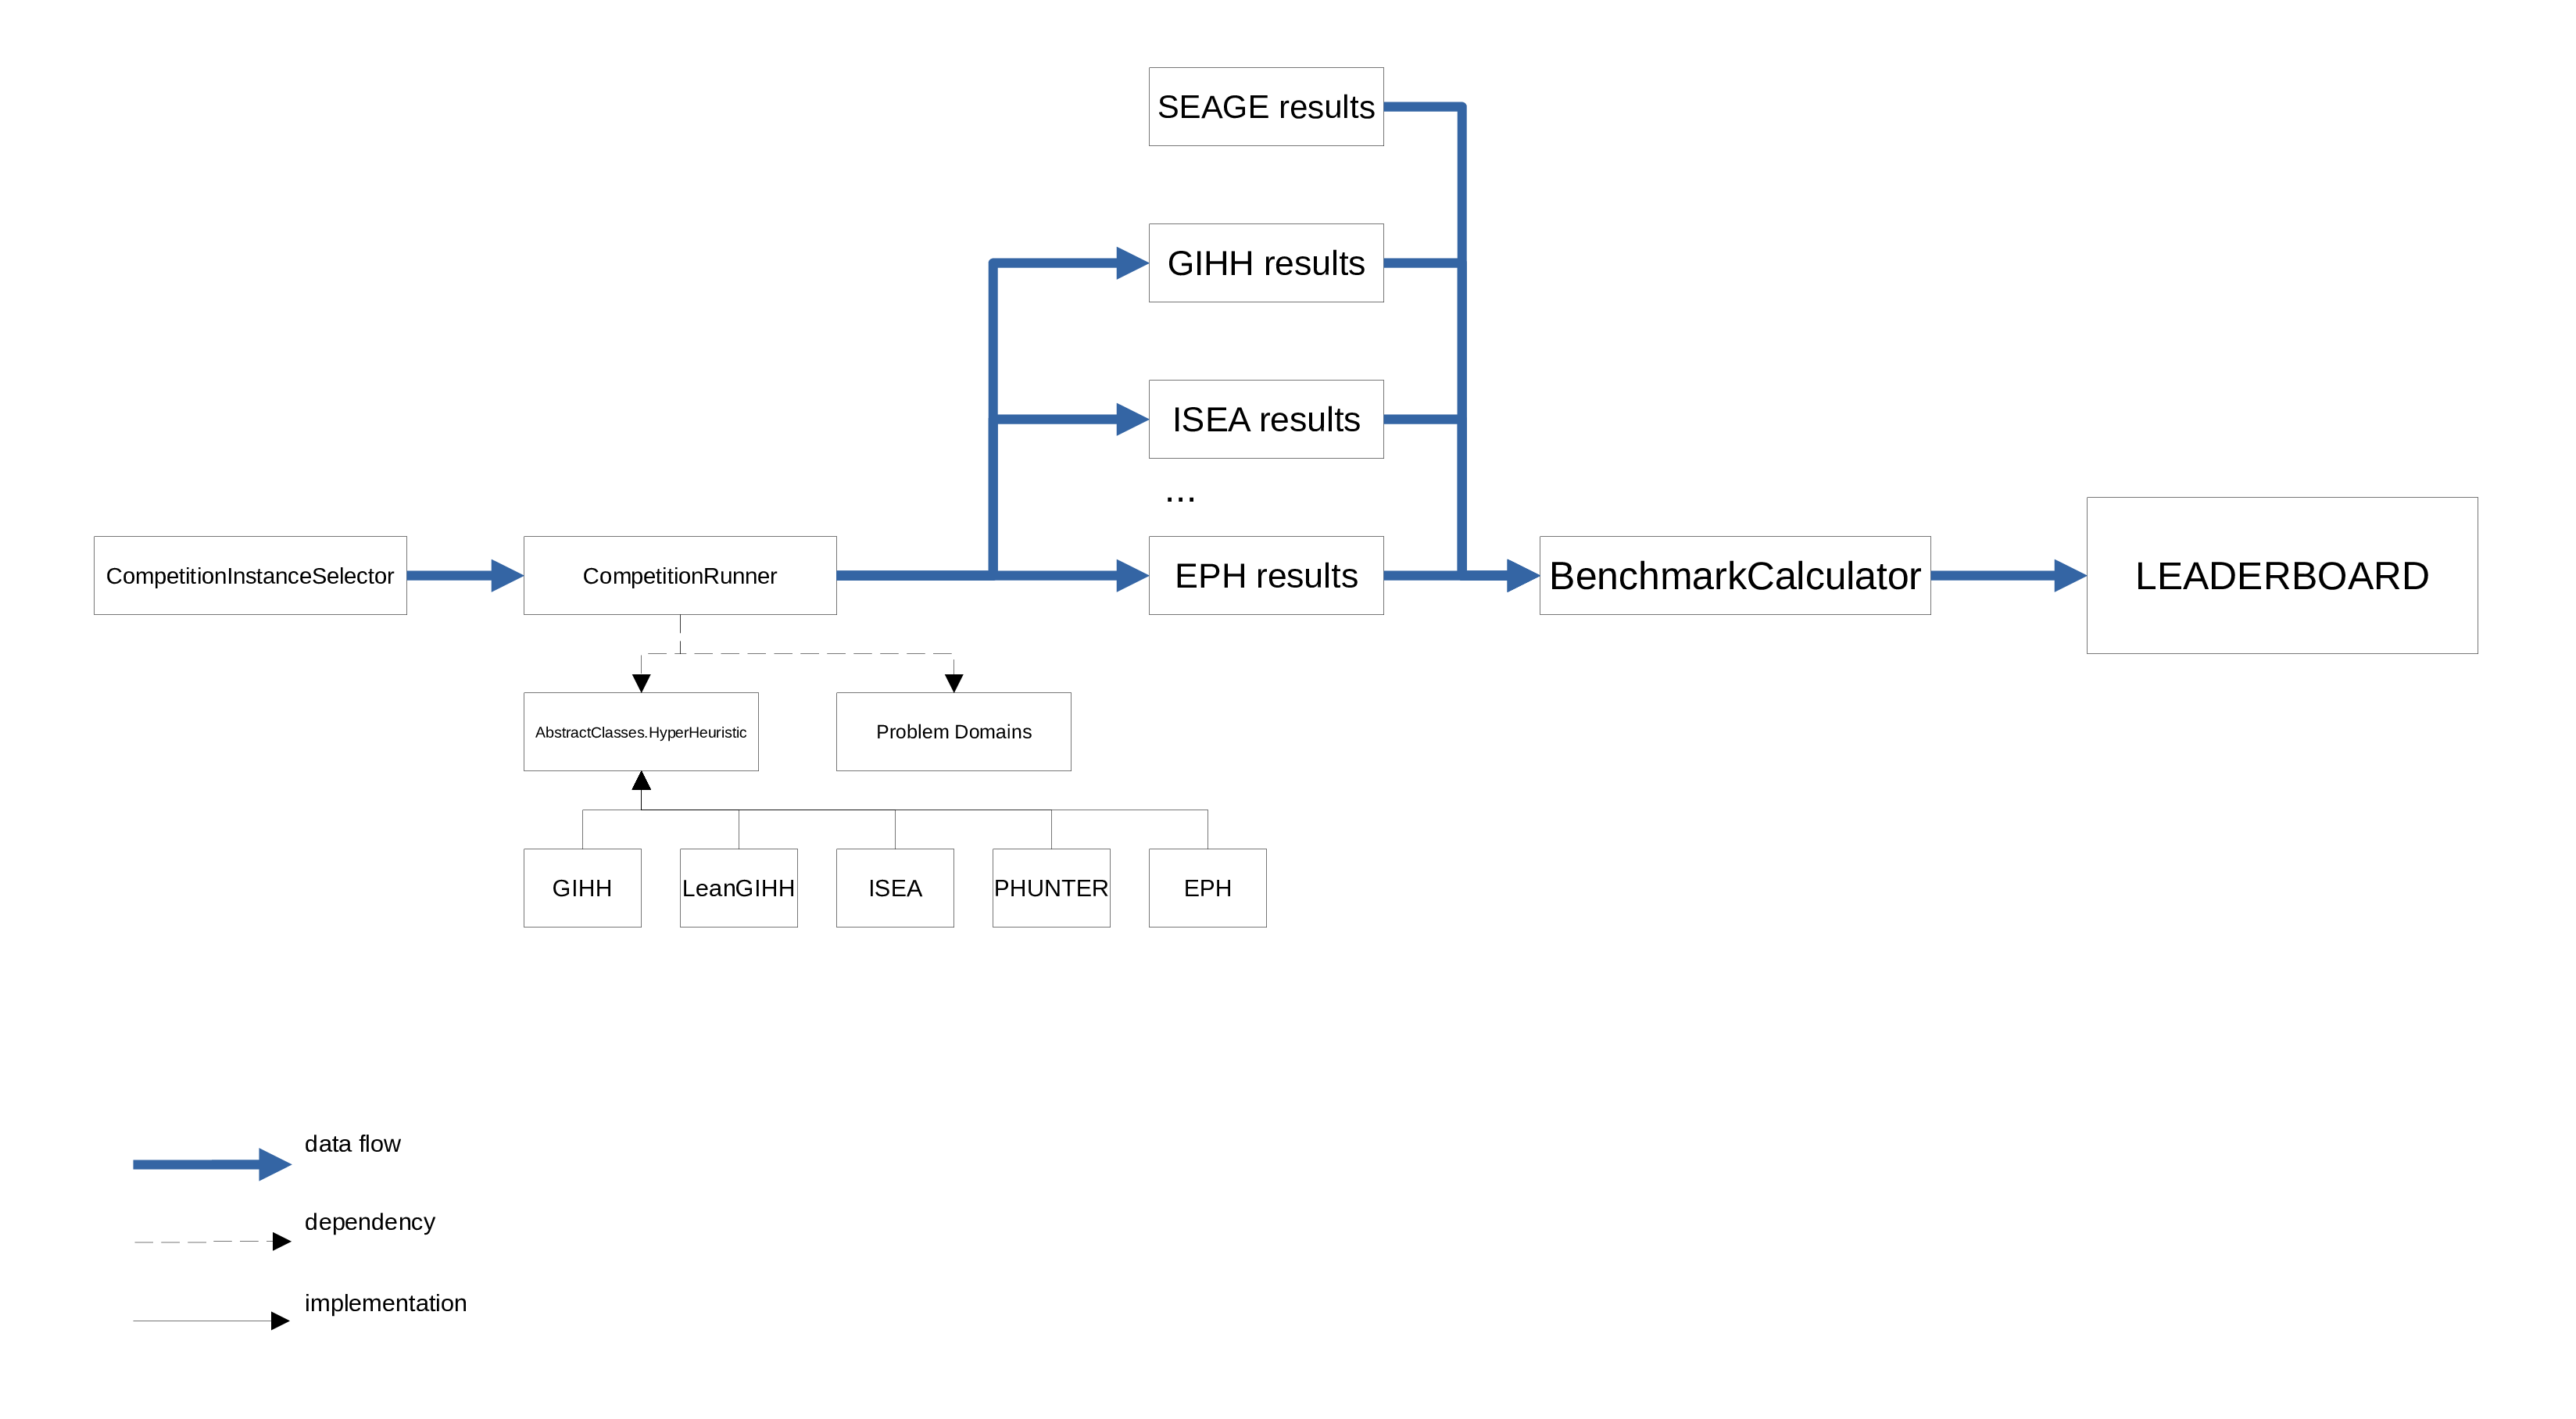 SEAGE results
GIHH results
ISEA results
...
CompetitionInstanceSelector
CompetitionRunner
EPH results
BenchmarkCalculator
LEADERBOARD
AbstractClasses.HyperHeuristic
Problem Domains
GIHH
LeanGIHH
ISEA
PHUNTER
EPH
data flow
dependency
implementation